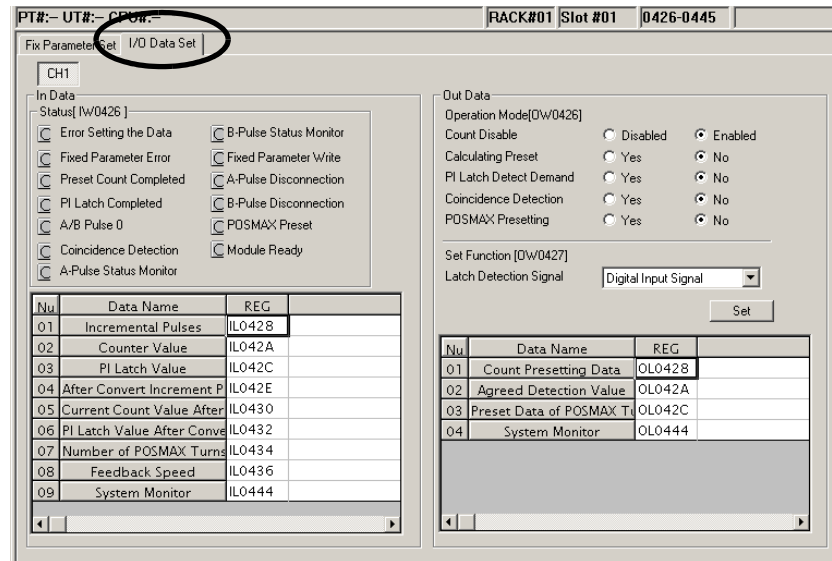 PT#:– UT#:– CPU#:– RACK#01 Slot #01 0426-0445
Fix Parameter Set I/O Data Set
CH1
In Data
Status[ IW0426 ]
Error Setting the Data B-Pulse Status Monitor
Fixed Parameter Error Fixed Parameter Write
Preset Count Completed A-Pulse Disconnection
PI Latch Completed B-Pulse Disconnection
A/B Pulse 0 POSMAX Preset
Coincidence Detection Module Ready
A-Pulse Status Monitor
Nu Data Name REG
01 Incremental Pulses IL0428
02 Counter Value IL042A
03 PI Latch Value IL042C
04 After Convert Increment P IL042E
05 Current Count Value After IL0430
06 PI Latch Value After Conve IL0432
07 Number of POSMAX Turns IL0434
08 Feedback Speed IL0436
09 System Monitor IL0444
Out Data
Operation Mode[OW0426]
Count Disable Disabled Enabled
Calculating Preset Yes No
PI Latch Detect Demand Yes No
Coincidence Detection Yes No
POSMAX Presetting Yes No
Set Function [OW0427]
Latch Detection Signal Digital Input Signal
Set
Nu Data Name REG
01 Count Presetting Data OL0428
02 Agreed Detection Value OL042A
03 Preset Data of POSMAX Tu OL042C
04 System Monitor OL0444